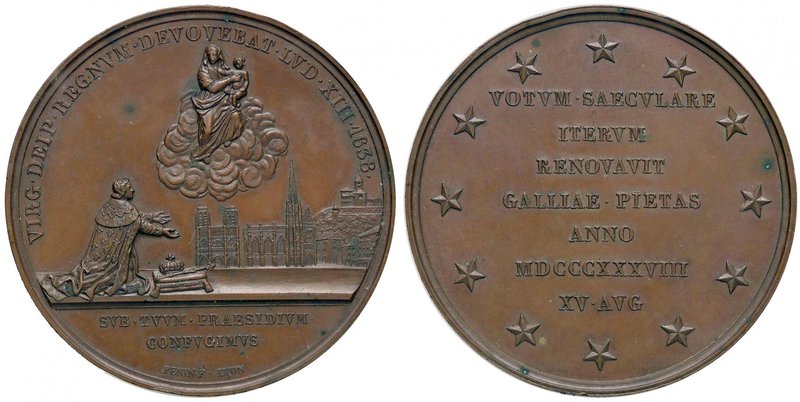 VIRG·DEIP·REGNVM·DEVOVEBAT·LVD·XIII·1638·
SVB·TVVM·PRAESIDIVM·
CONFVGIMVS
VOTVM·SAECVLARE
ITERVM
RENOVAVIT
GALLIAE·PIETAS
ANNO
MDCCCXXXVIII
XV·AVG